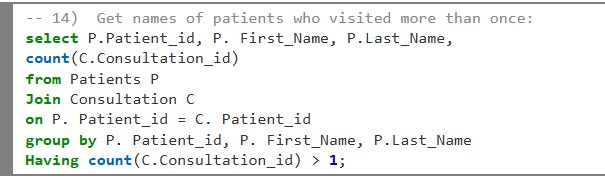 -- 14)  Get names of patients who visited more than once:
select P.Patient_id, P. First_Name, P.Last_Name,
count(C.Consultation_id)
from Patients P
Join Consultation C
on P. Patient_id = C. Patient_id
group by P. Patient_id, P. First_Name, P.Last_Name
Having count(C.Consultation_id) > 1;